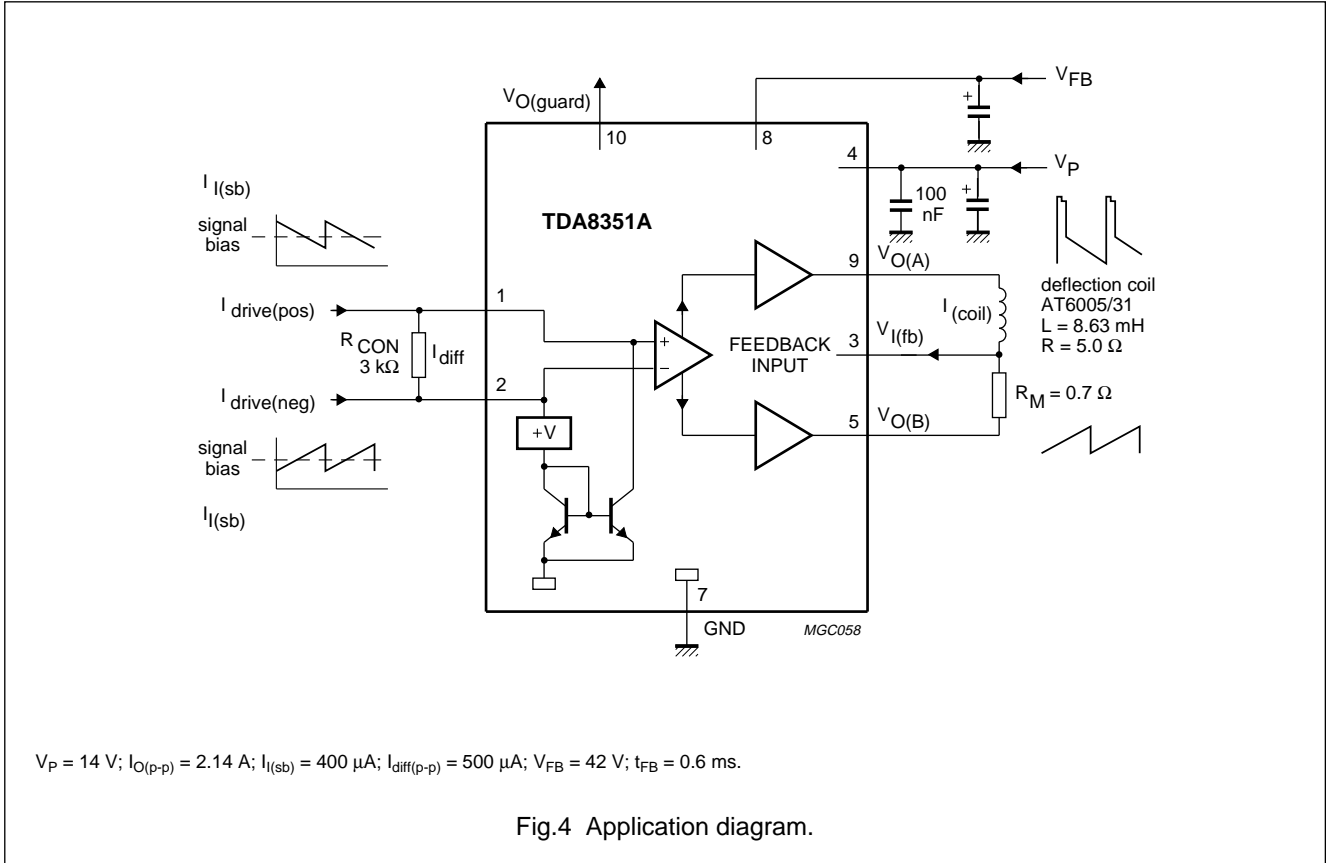 V_O(guard)
10
8
V_FB
+
4
V_P
100
nF
+
TDA8351A
I_I(sb)
signal
bias
9
V_O(A)
deflection coil
AT6005/31
L = 8.63 mH
R = 5.0 Ω
I_(coil)
1
I_drive(pos)
R_CON
3 kΩ
I_diff
+
−
FEEDBACK
INPUT
3
V_I(fb)
2
I_drive(neg)
R_M = 0.7 Ω
5
V_O(B)
+V
signal
bias
I_I(sb)
7
GND
MGC058
V_P = 14 V; I_O(p-p) = 2.14 A; I_I(sb) = 400 µA; I_diff(p-p) = 500 µA; V_FB = 42 V; t_FB = 0.6 ms.
Fig.4 Application diagram.